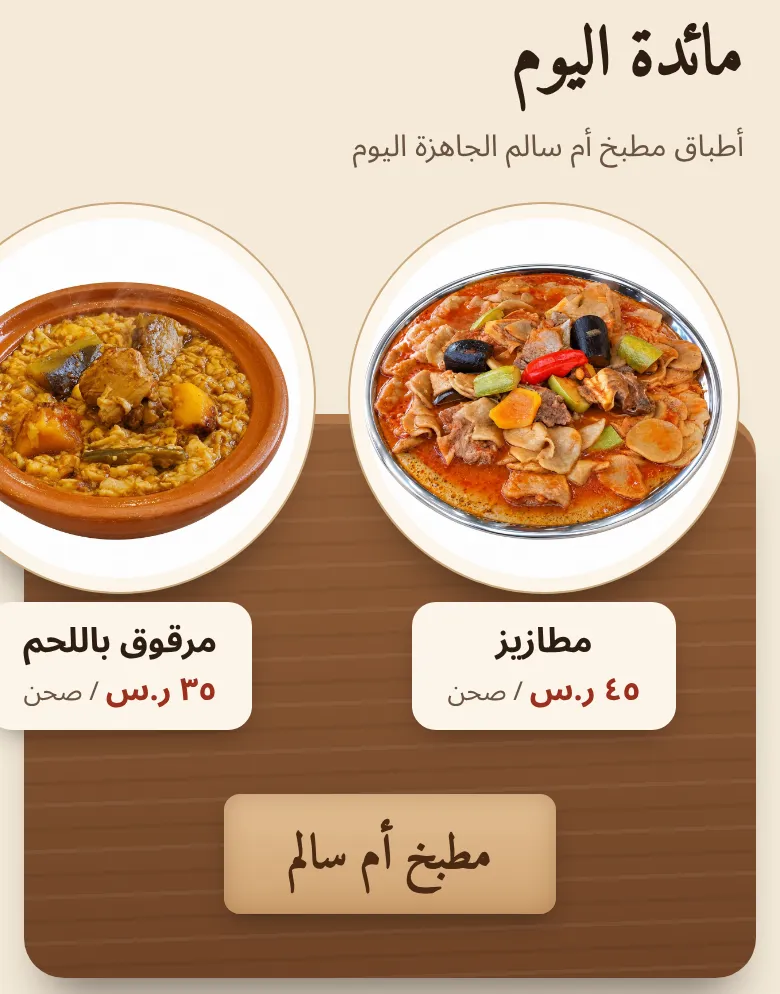 مائدة اليوم
أطباق مطبخ أم سالم الجاهزة اليوم
مطازيز
٤٥ ر.س / صحن
مرقوق باللحم
٣٥ ر.س / صحن
مطبخ أم سالم